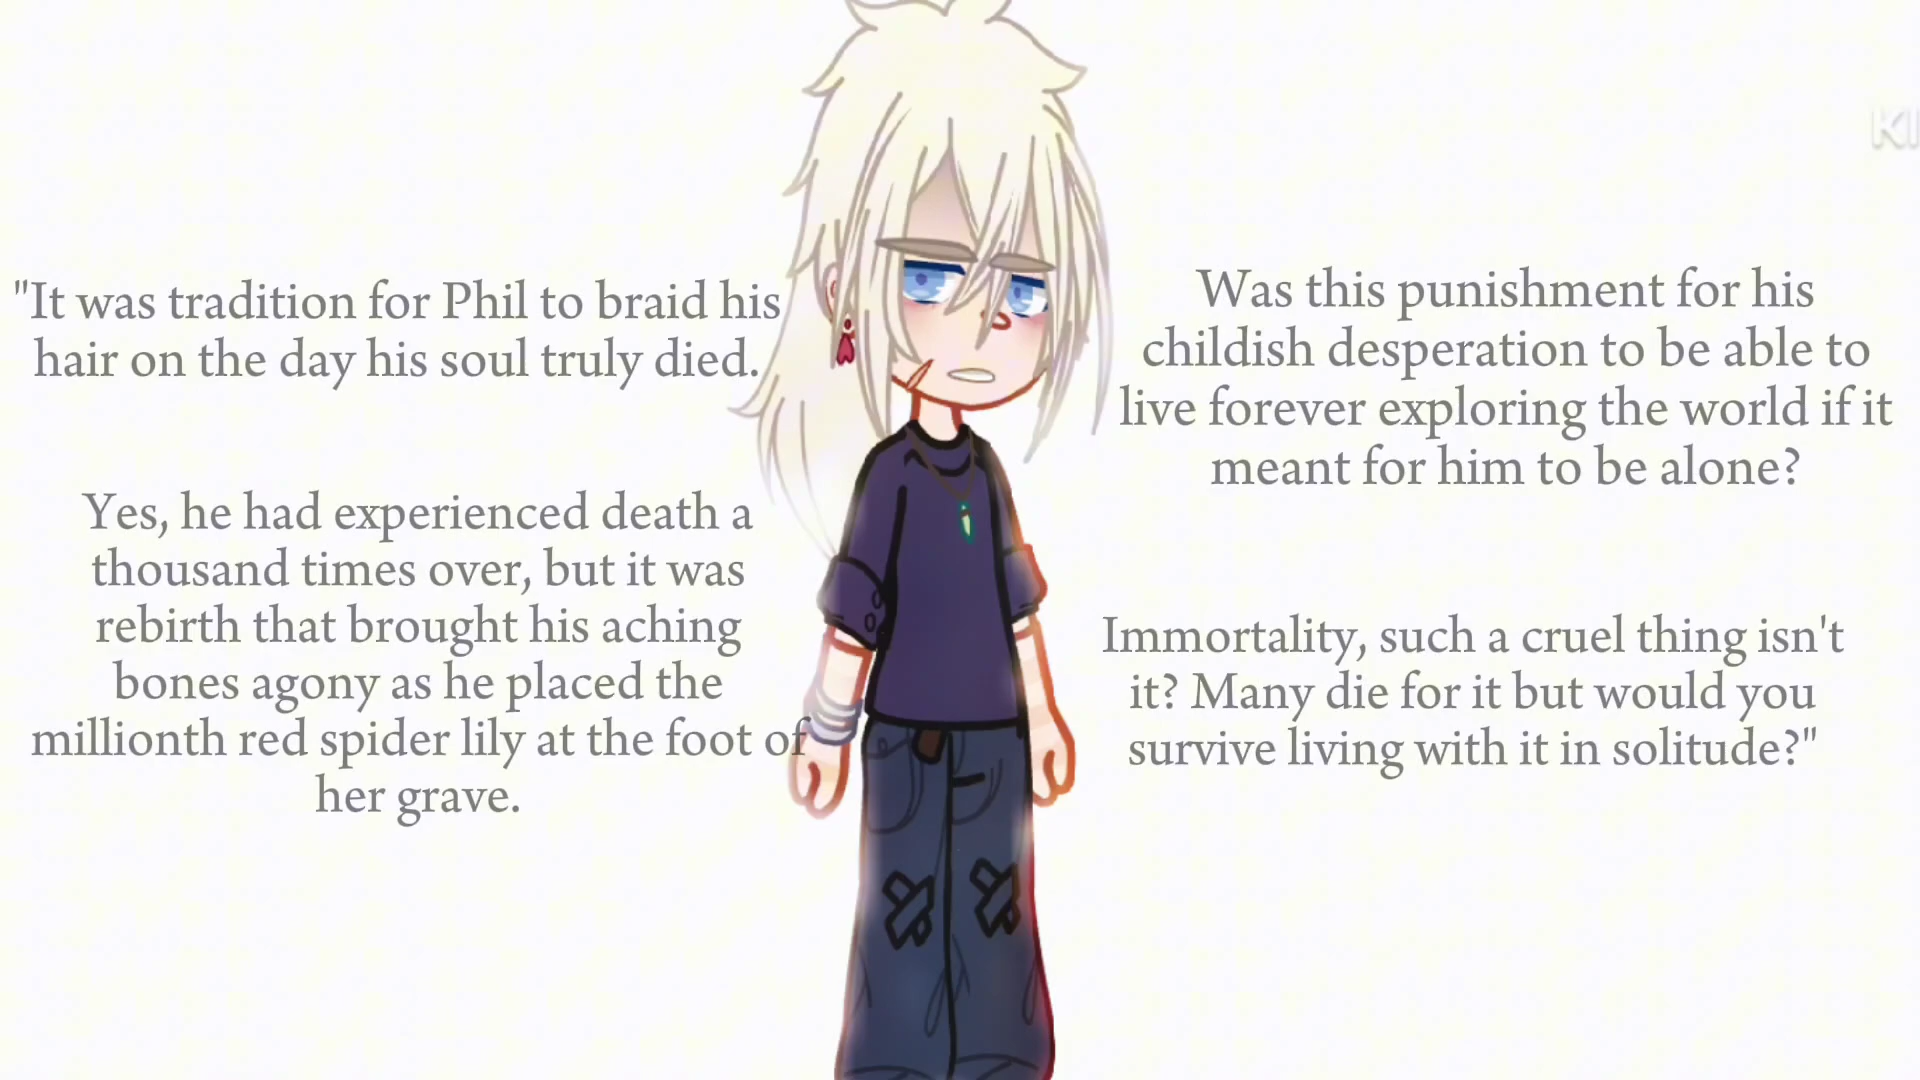 "It was tradition for Phil to braid his
hair on the day his soul truly died.
Yes, he had experienced death a
thousand times over, but it was
rebirth that brought his aching
bones agony as he placed the
millionth red spider lily at the foot of
her grave.
Was this punishment for his
childish desperation to be able to
live forever exploring the world if it
meant for him to be alone?
Immortality, such a cruel thing isn't
it? Many die for it but would you
survive living with it in solitude?"